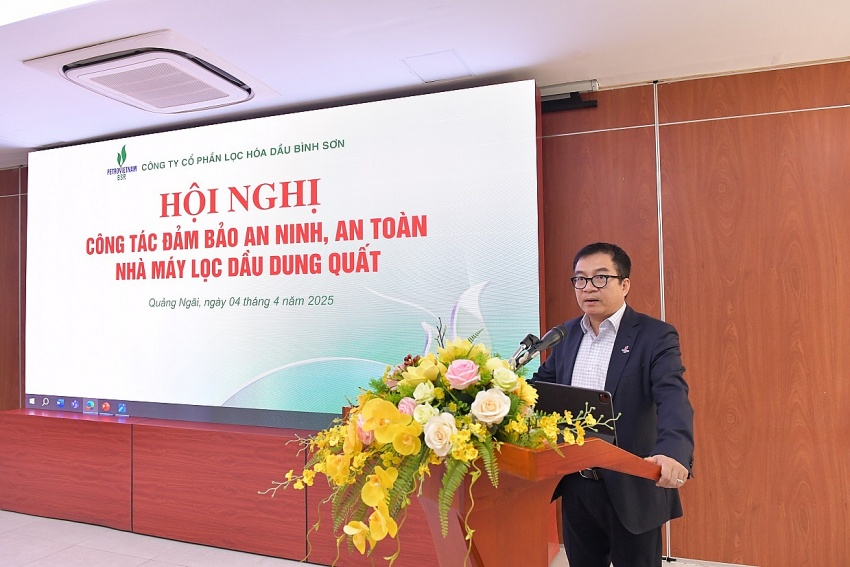 PETROVIETNAM
BSR
CÔNG TY CỔ PHẦN LỌC HÓA DẦU BÌNH SƠN
HỘI NGHỊ
CÔNG TÁC ĐẢM BẢO AN NINH, AN TOÀN
NHÀ MÁY LỌC DẦU DUNG QUẤT
Quảng Ngãi, ngày 04 tháng 4 năm 2025